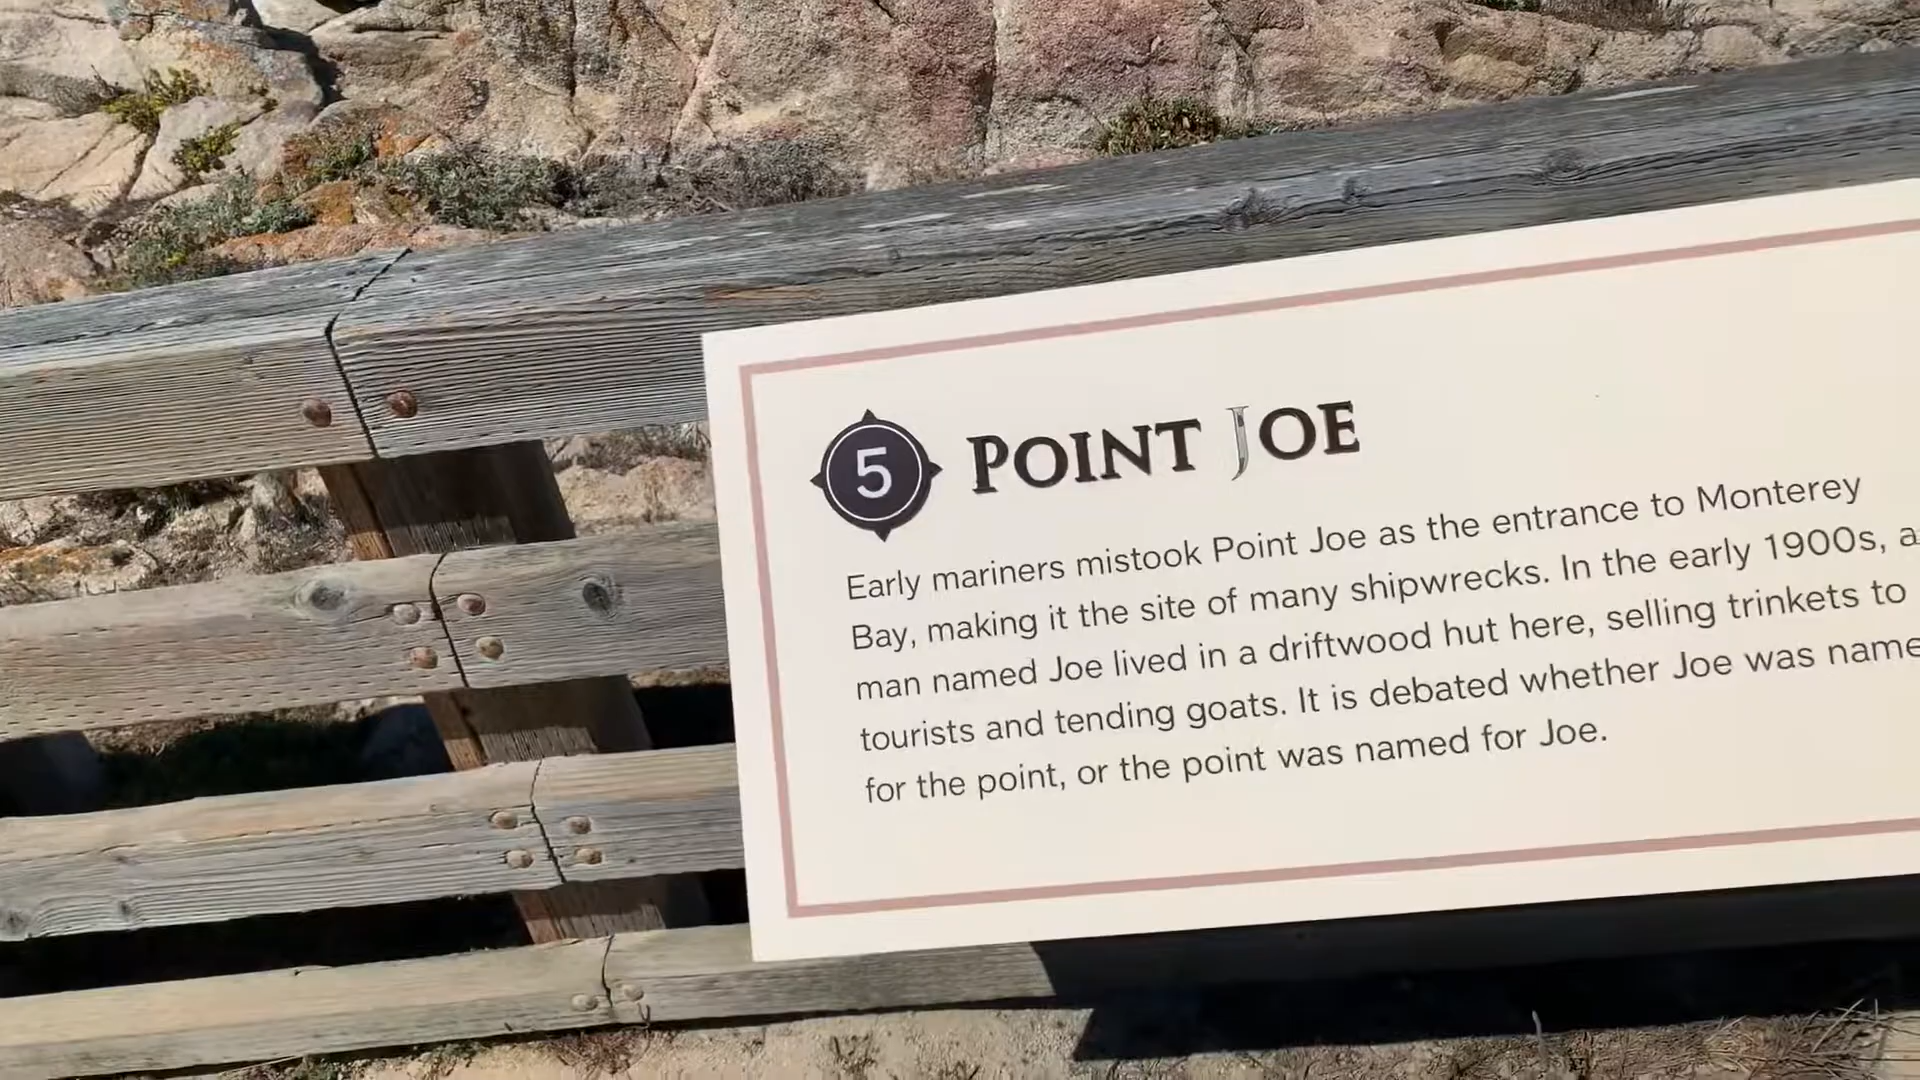 5 POINT JOE
Early mariners mistook Point Joe as the entrance to Monterey
Bay, making it the site of many shipwrecks. In the early 1900s, a
man named Joe lived in a driftwood hut here, selling trinkets to
tourists and tending goats. It is debated whether Joe was name
for the point, or the point was named for Joe.